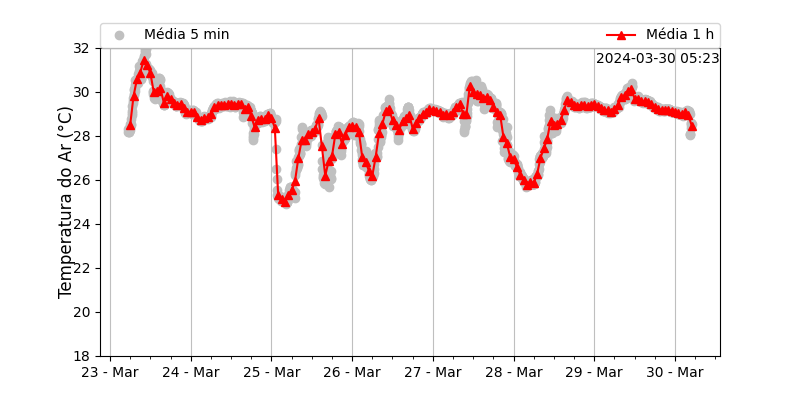 Média 5 min
Média 1 h
2024-03-30 05:23
Temperatura do Ar (°C)
32
30
28
26
24
22
20
18
23 - Mar
24 - Mar
25 - Mar
26 - Mar
27 - Mar
28 - Mar
29 - Mar
30 - Mar